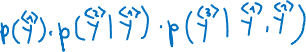 p(y^{<1>}) · p(y^{<2>} | y^{<1>}) · p(y^{<3>} | y^{<1>}, y^{<2>})